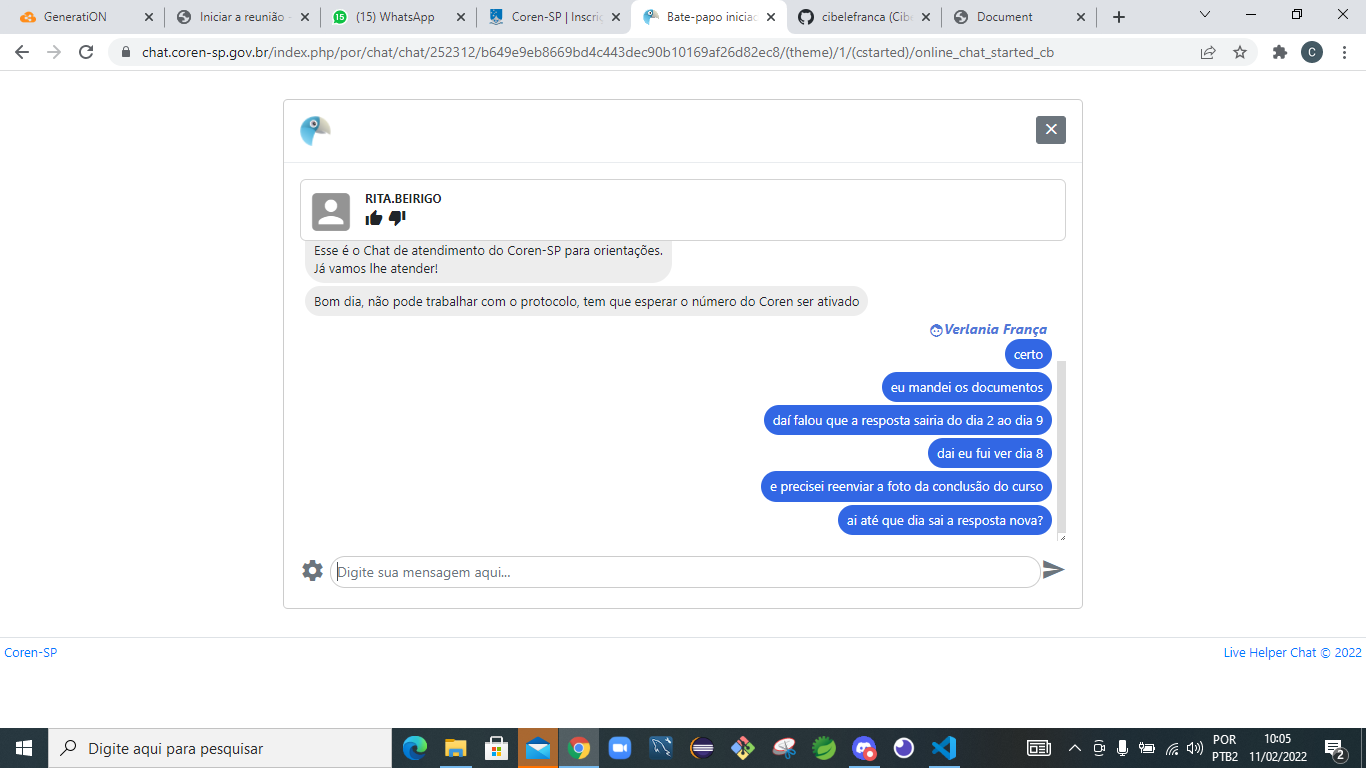 GeneratiON
Iniciar a reunião -
(15) WhatsApp
Coren-SP | Inscriç
Bate-papo iniciac
cibelefranca (Cibe
Document
chat.coren-sp.gov.br/index.php/por/chat/chat/252312/b649e9eb8669bd4c443dec90b10169af26d82ec8/(theme)/1/(cstarted)/online_chat_started_cb
C
RITA.BEIRIGO
Esse é o Chat de atendimento do Coren-SP para orientações.
Já vamos lhe atender!
Bom dia, não pode trabalhar com o protocolo, tem que esperar o número do Coren ser ativado
Verlania França
certo
eu mandei os documentos
daí falou que a resposta sairia do dia 2 ao dia 9
dai eu fui ver dia 8
e precisei reenviar a foto da conclusão do curso
ai até que dia sai a resposta nova?
Digite sua mensagem aqui...
Coren-SP
Live Helper Chat © 2022
Digite aqui para pesquisar
POR
PTB2
10:05
11/02/2022
2